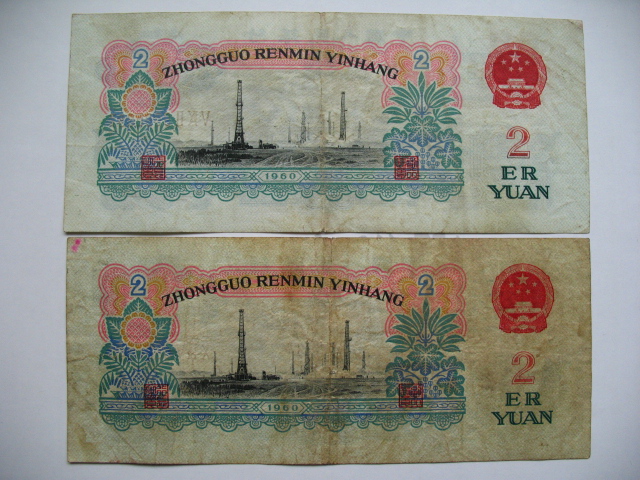 2 ZHONGGUO RENMIN YINHANG 2
2
ER
YUAN
1960
2 ZHONGGUO RENMIN YINHANG 2
2
ER
YUAN
1960